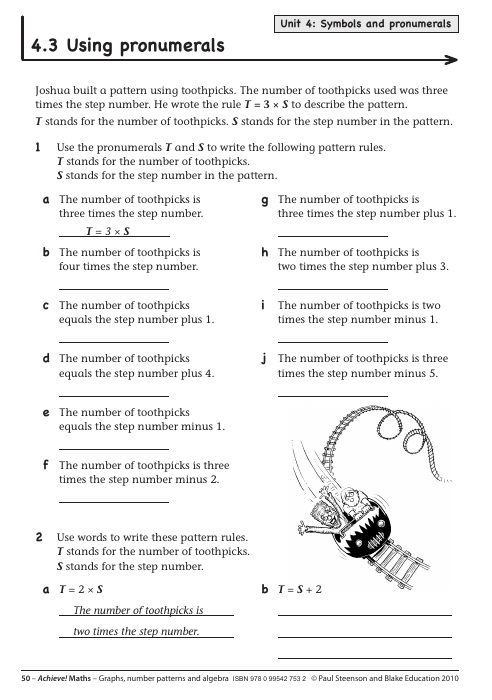 Unit 4: Symbols and pronumerals
4.3 Using pronumerals
Joshua built a pattern using toothpicks. The number of toothpicks used was three
times the step number. He wrote the rule T = 3 × S to describe the pattern.
T stands for the number of toothpicks. S stands for the step number in the pattern.
1 Use the pronumerals T and S to write the following pattern rules.
T stands for the number of toothpicks.
S stands for the step number in the pattern.
a The number of toothpicks is
three times the step number.
T = 3 × S
b The number of toothpicks is
four times the step number.
c The number of toothpicks
equals the step number plus 1.
d The number of toothpicks
equals the step number plus 4.
e The number of toothpicks
equals the step number minus 1.
f The number of toothpicks is three
times minus 2.
g The number of toothpicks is
three times the step number plus 1.
h The number of toothpicks is
two times the step number plus 3.
i The number of toothpicks is two
times the step number minus 1.
j The number of toothpicks is three
times the step number minus 5.
2 Use words to write these pattern rules.
T stands for the number of toothpicks.
S stands for the step number.
a T = 2 × S
The number of toothpicks is
two times the step number.
b T = S + 2
50 – Achieve! Maths – Graphs, number patterns and algebra ISBN 978 0 99542 753 2 © Paul Steenson and Blake Education 2010